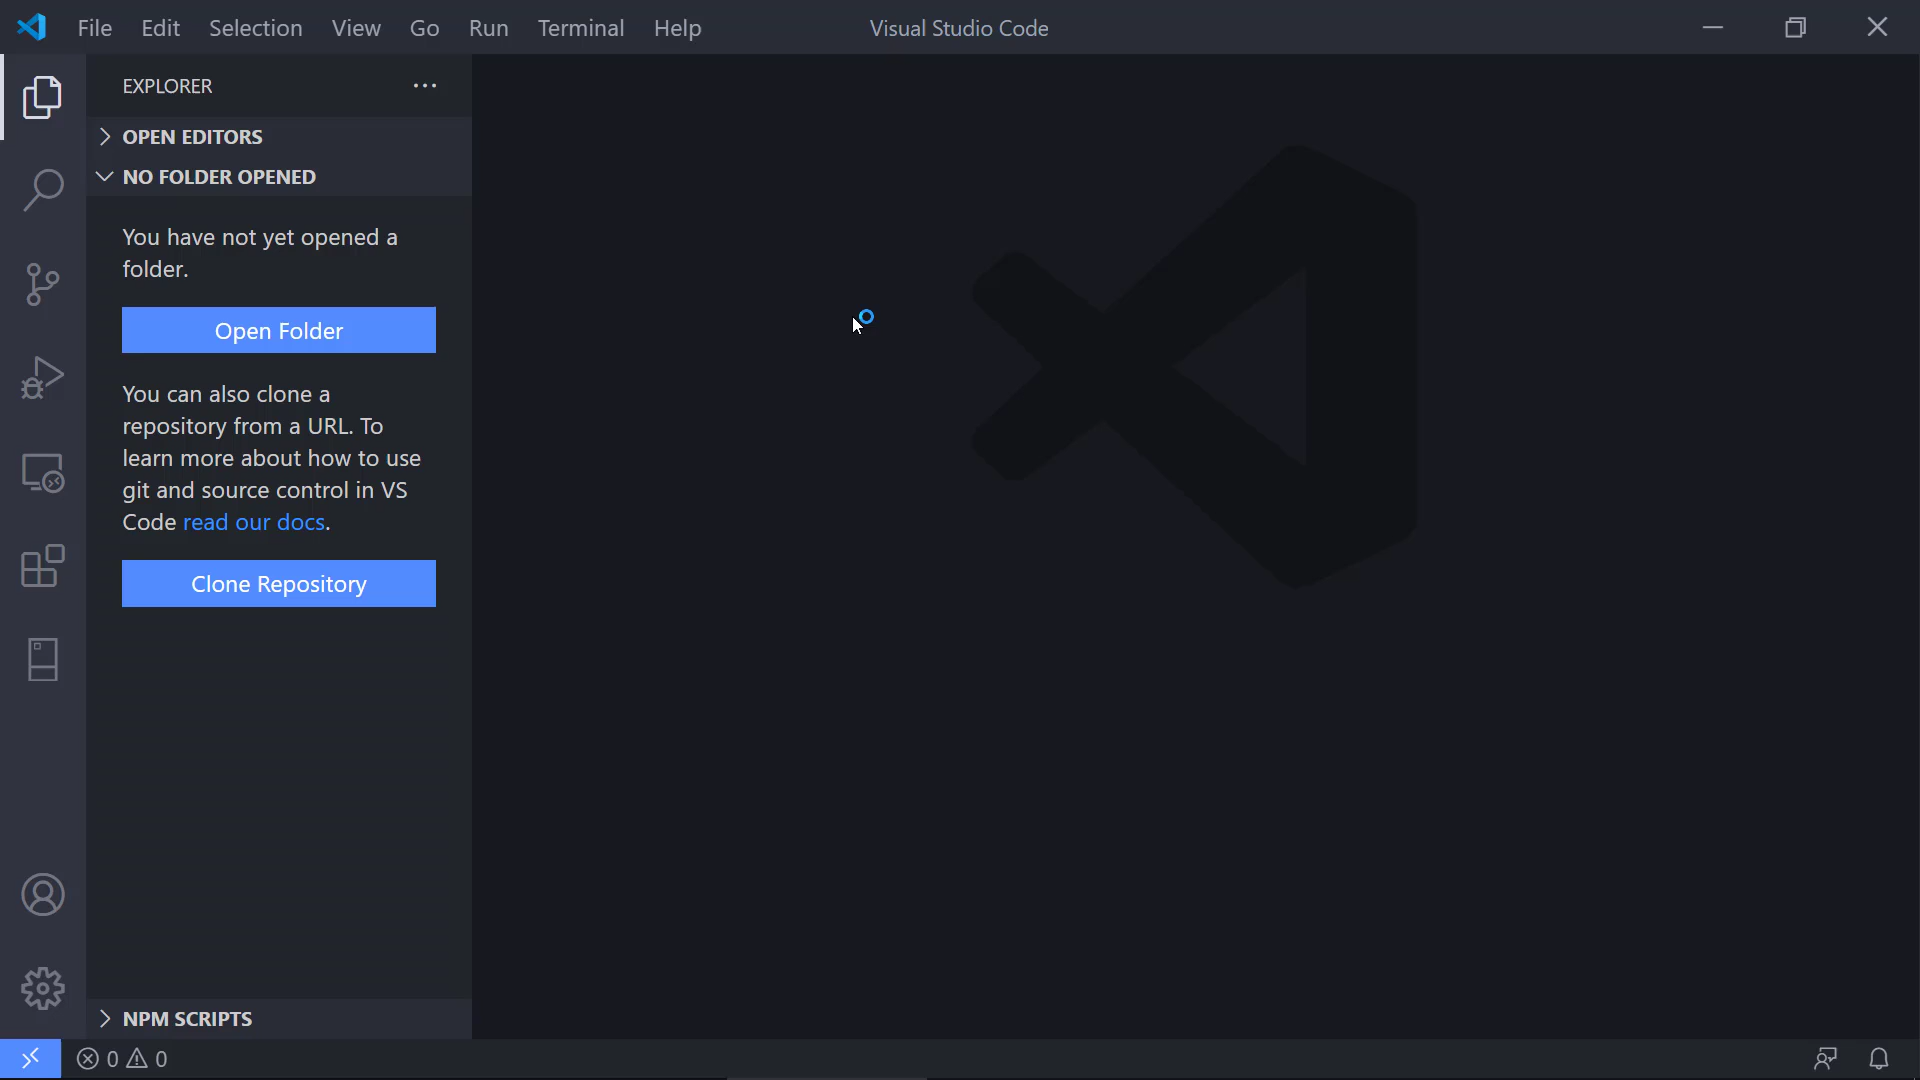 File Edit Selection View Go Run Terminal Help Visual Studio Code
EXPLORER
OPEN EDITORS
NO FOLDER OPENED
You have not yet opened a
folder.
Open Folder
You can also clone a
repository from a URL. To
learn more about how to use
git and source control in VS
Code read our docs.
Clone Repository
NPM SCRIPTS
0 0